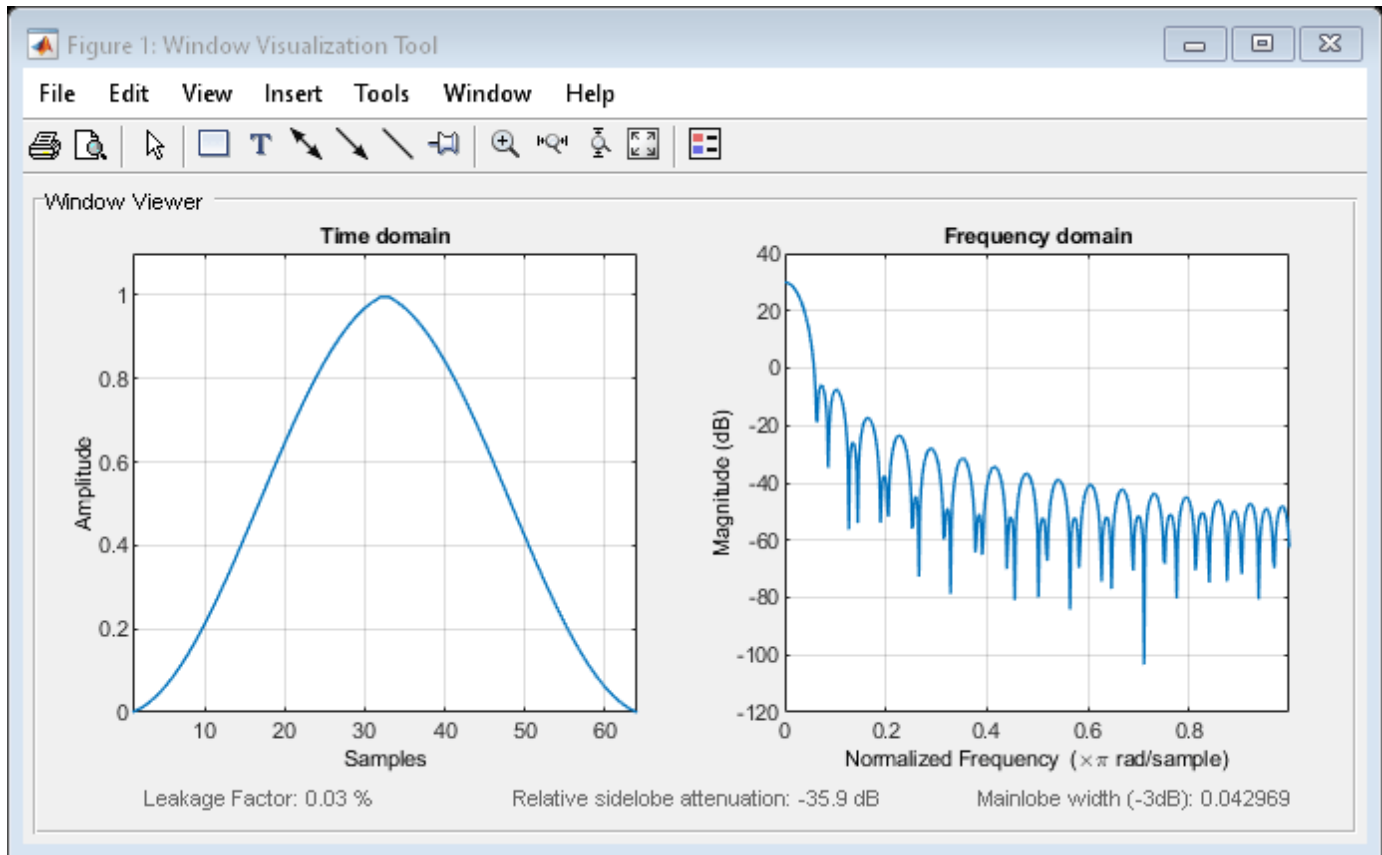 Figure 1: Window Visualization Tool
File Edit View Insert Tools Window Help
T
Window Viewer
Time domain
1
0.8
0.6
0.4
0.2
0
Amplitude
10 20 30 40 50 60
Samples
Frequency domain
40
20
0
-20
-40
-60
-80
-100
-120
Magnitude (dB)
0 0.2 0.4 0.6 0.8
Normalized Frequency (×π rad/sample)
Leakage Factor: 0.03 % Relative sidelobe attenuation: -35.9 dB Mainlobe width (-3dB): 0.042969